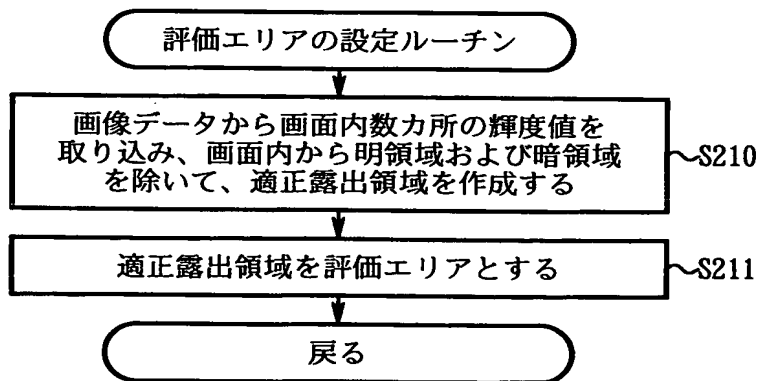 評価エリアの設定ルーチン
画像データから画面内数カ所の輝度値を
取り込み、画面内から明領域および暗領域
を除いて、適正露出領域を作成する
S210
適正露出領域を評価エリアとする
S211
戻る